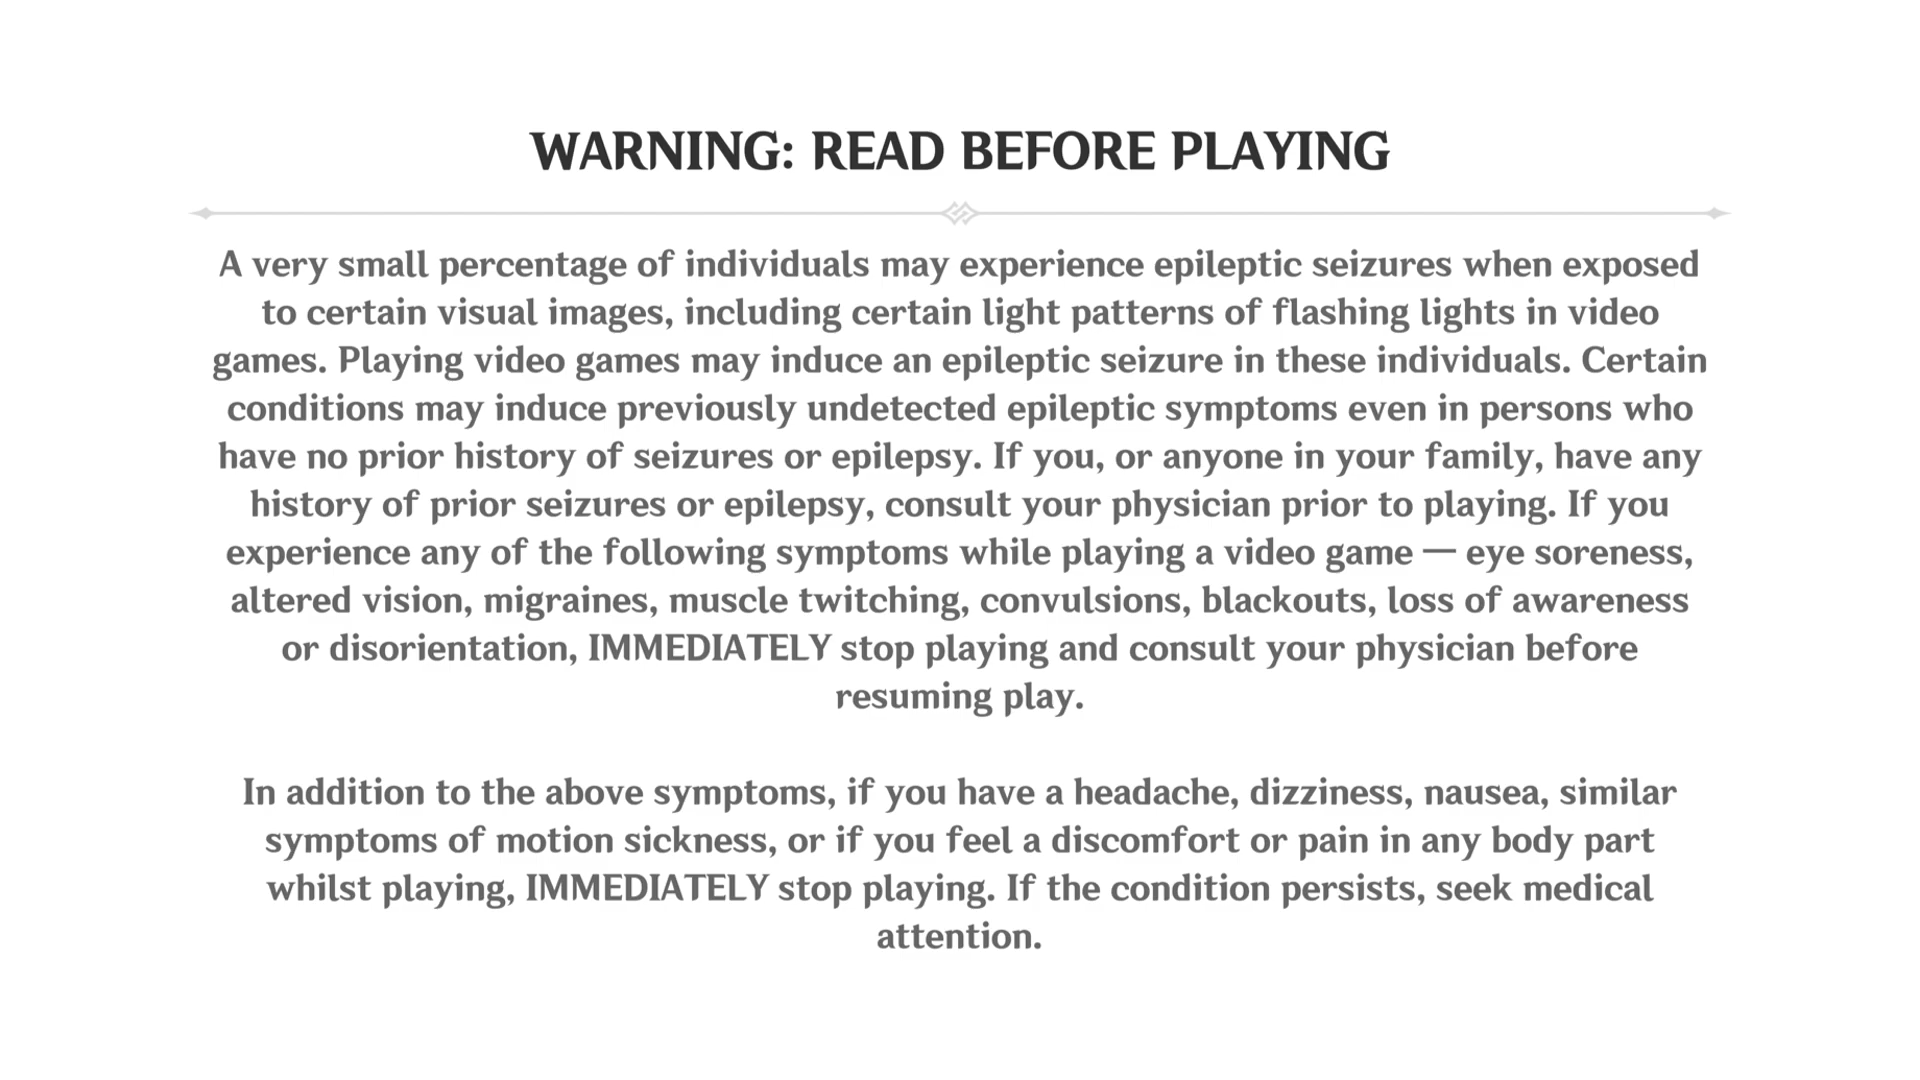 WARNING: READ BEFORE PLAYING
A very small percentage of individuals may experience epileptic seizures when exposed
to certain visual images, including certain light patterns of flashing lights in video
games. Playing video games may induce an epileptic seizure in these individuals. Certain
conditions may induce previously undetected epileptic symptoms even in persons who
have no prior history of seizures or epilepsy. If you, or anyone in your family, have any
history of prior seizures or epilepsy, consult your physician prior to playing. If you
experience any of the following symptoms while playing a video game — eye soreness,
altered vision, migraines, muscle twitching, convulsions, blackouts, loss of awareness
or disorientation, IMMEDIATELY stop playing and consult your physician before
resuming play.
In addition to the above symptoms, if you have a headache, dizziness, nausea, similar
symptoms of motion sickness, or if you feel a discomfort or pain in any body part
whilst playing, IMMEDIATELY stop playing. If the condition persists, seek medical
attention.